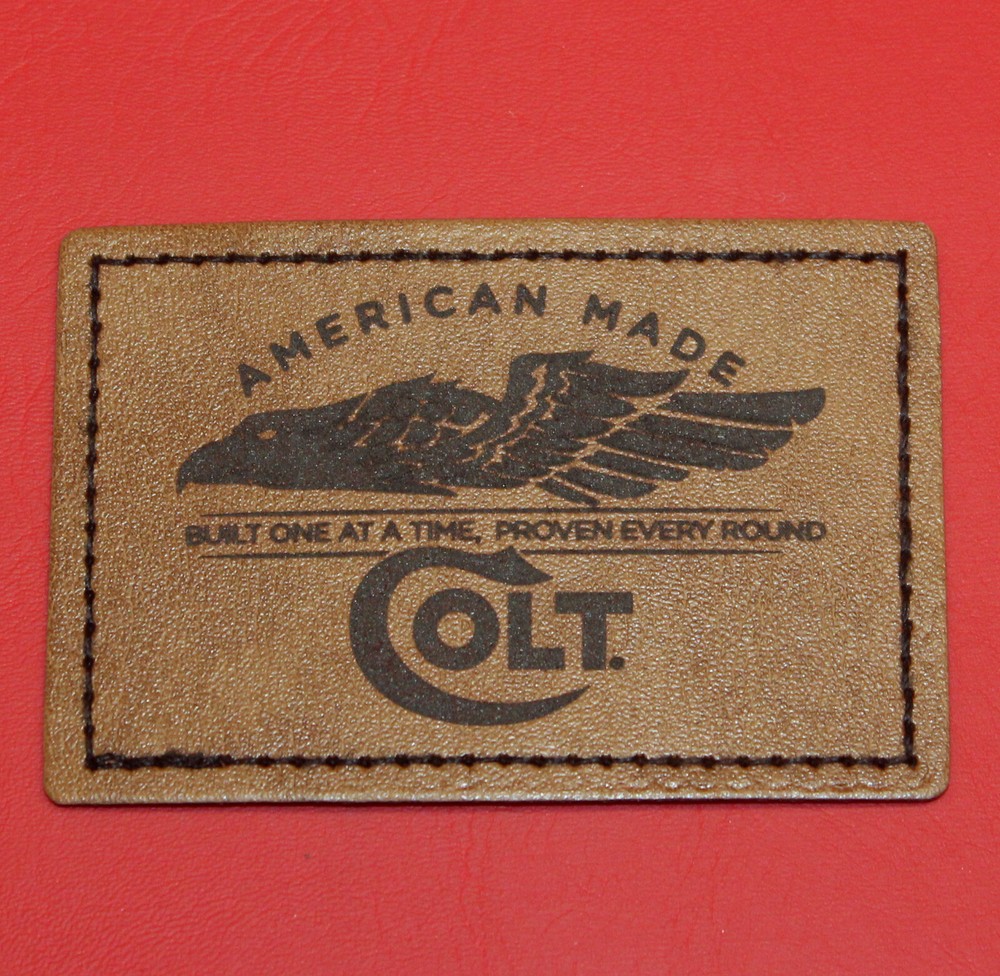 AMERICAN MADE
BUILT ONE AT A TIME, PROVEN EVERY ROUND
COLT.